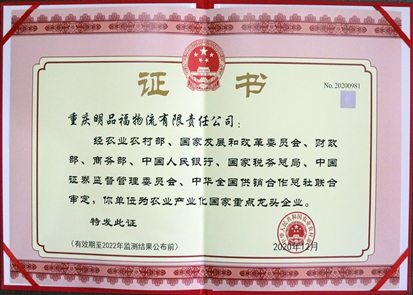 证书
No.20200981
重庆明品福物流有限责任公司：
经农业农村部、国家发展和改革委员会、财政
部、商务部、中国人民银行、国家税务总局、中国
证券监督管理委员会、中华全国供销合作总社联合
审定，你单位为农业产业化国家重点龙头企业。
特发此证
2020年12月
（有效期至2022年监测结果公布前）